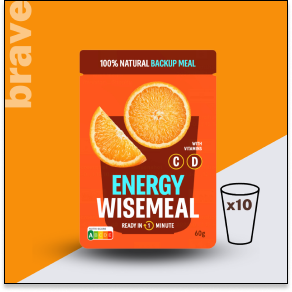 brave
100% NATURAL BACKUP MEAL
WITH
VITAMINS
C D
ENERGY
WISEMEAL
READY IN 1 MINUTE
60g
x10